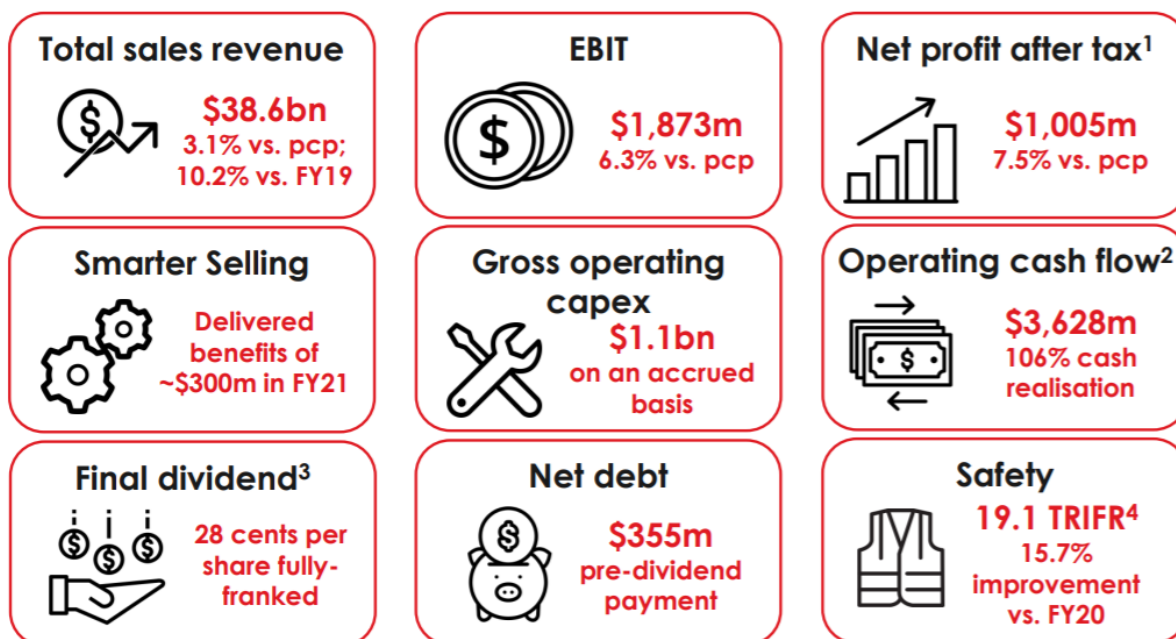 Total sales revenue
$38.6bn
3.1% vs. pcp;
10.2% vs. FY19
EBIT
$1,873m
6.3% vs. pcp
Net profit after tax1
$1,005m
7.5% vs. pcp
Smarter Selling
Delivered
benefits of
~$300m in FY21
Gross operating
capex
$1.1bn
on an accrued
basis
Operating cash flow2
$3,628m
106% cash
realisation
Final dividend3
28 cents per
share fully-
franked
Net debt
$355m
pre-dividend
payment
Safety
19.1 TRIFR4
15.7%
improvement
vs. FY20